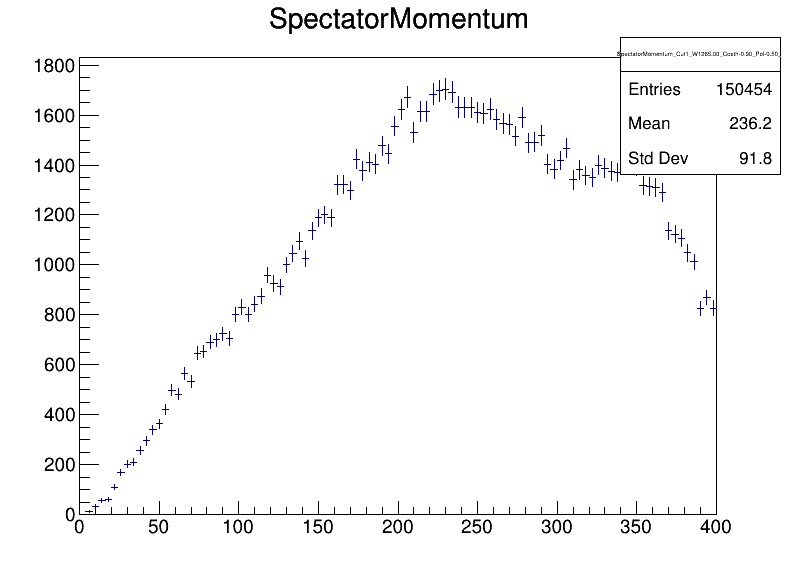 SpectatorMomentum
SpectatorMomentum_Cut1_W1265.00_Costh-0.90_Pol-0.50_
Entries 150454
Mean 236.2
Std Dev 91.8
1800
1600
1400
1200
1000
800
600
400
200
0
0 50 100 150 200 250 300 350 400